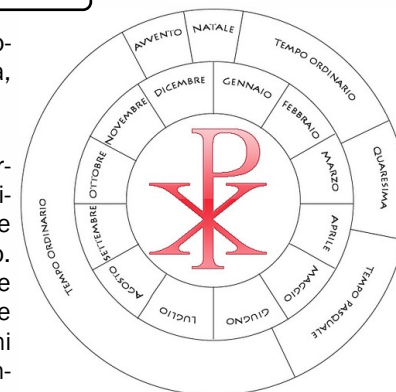 o-
a,
r-
i-
e
o.
e
e
ni
n-
AVVENTO
NATALE
TEMPO ORDINARIO
QUARESIMA
TEMPO PASQUALE
TEMPO ORDINARIO
GENNAIO
FEBBRAIO
MARZO
APRILE
MAGGIO
GIUGNO
LUGLIO
AGOSTO
SETTEMBRE
OTTOBRE
NOVEMBRE
DICEMBRE